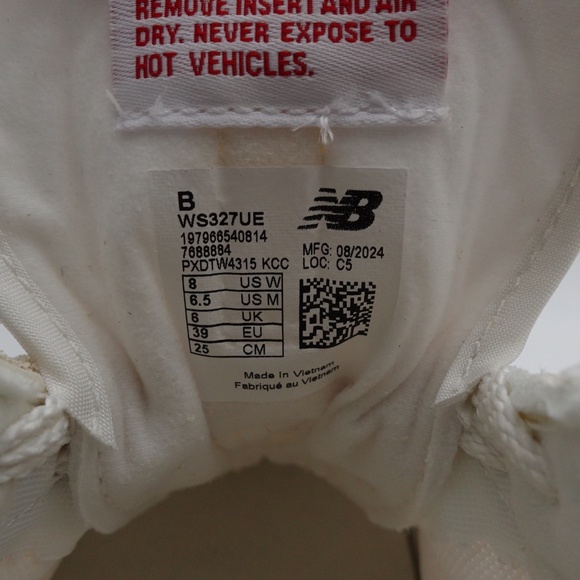 REMOVE INSERT AND AIR
DRY. NEVER EXPOSE TO
HOT VEHICLES.
B
WS327UE
197966540814
7688884
PXDTW4315 KCC
MFG: 08/2024
LOC: C5
8 US W
6.5 US M
6 UK
39 EU
25 CM
NB
Made In Vietnam
Fabriqué au Vietnam